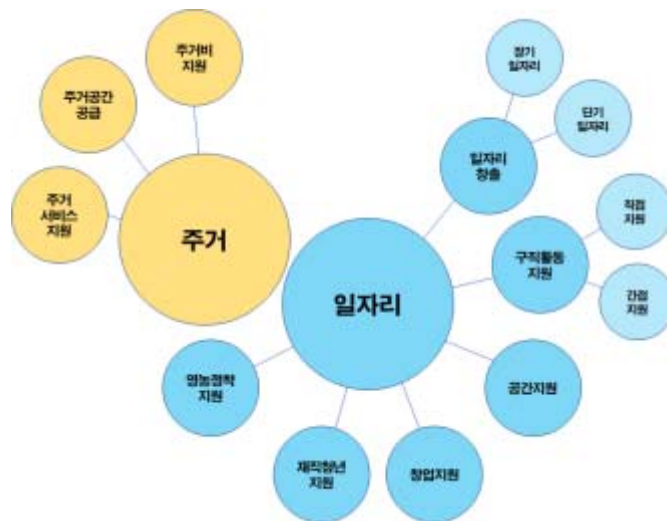 주거비
지원
주거공간
공급
주거
서비스
지원
주거
장기
일자리
단기
일자리
일자리
창출
직접
지원
구직활동
지원
간접
지원
일자리
영농정착
지원
공간지원
재직청년
지원
창업지원